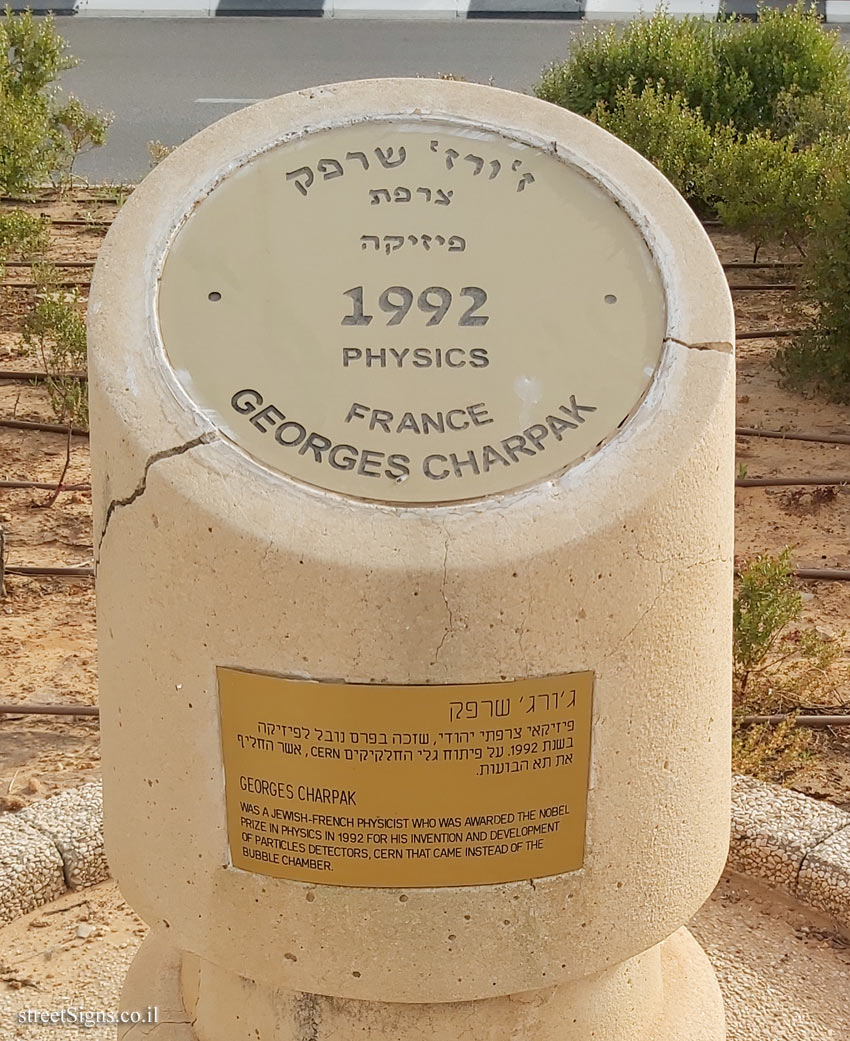 ז'ורז' שרפק
צרפת
פיזיקה
1992
PHYSICS
FRANCE
GEORGES CHARPAK
ג'ורג' שרפק
פיזיקאי צרפתי יהודי, שזכה בפרס נובל לפיזיקה
בשנת 1992. על פיתוח גלי החלקיקים CERN, אשר החליף
את תא הבועות.
GEORGES CHARPAK
WAS A JEWISH-FRENCH PHYSICIST WHO WAS AWARDED THE NOBEL
PRIZE IN PHYSICS IN 1992 FOR HIS INVENTION AND DEVELOPMENT
OF PARTICLES DETECTORS, CERN THAT CAME INSTEAD OF THE
BUBBLE CHAMBER.
streetSigns.co.il